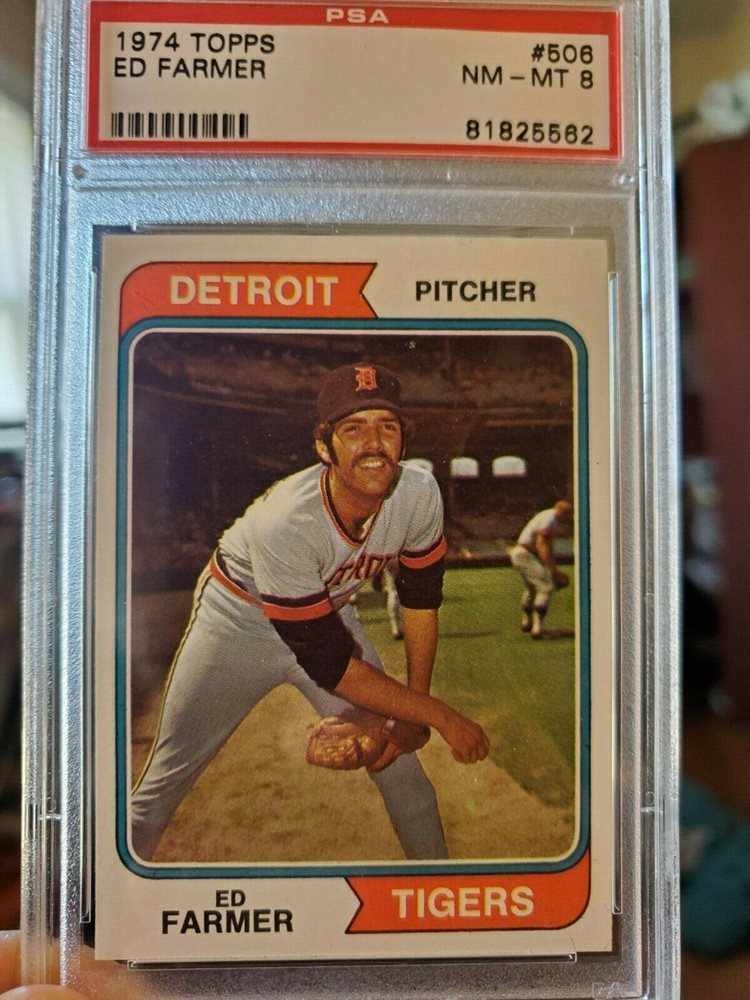 PSA
1974 TOPPS #506
ED FARMER NM - MT 8
81825562
DETROIT PITCHER
D
ED
FARMER
TIGERS